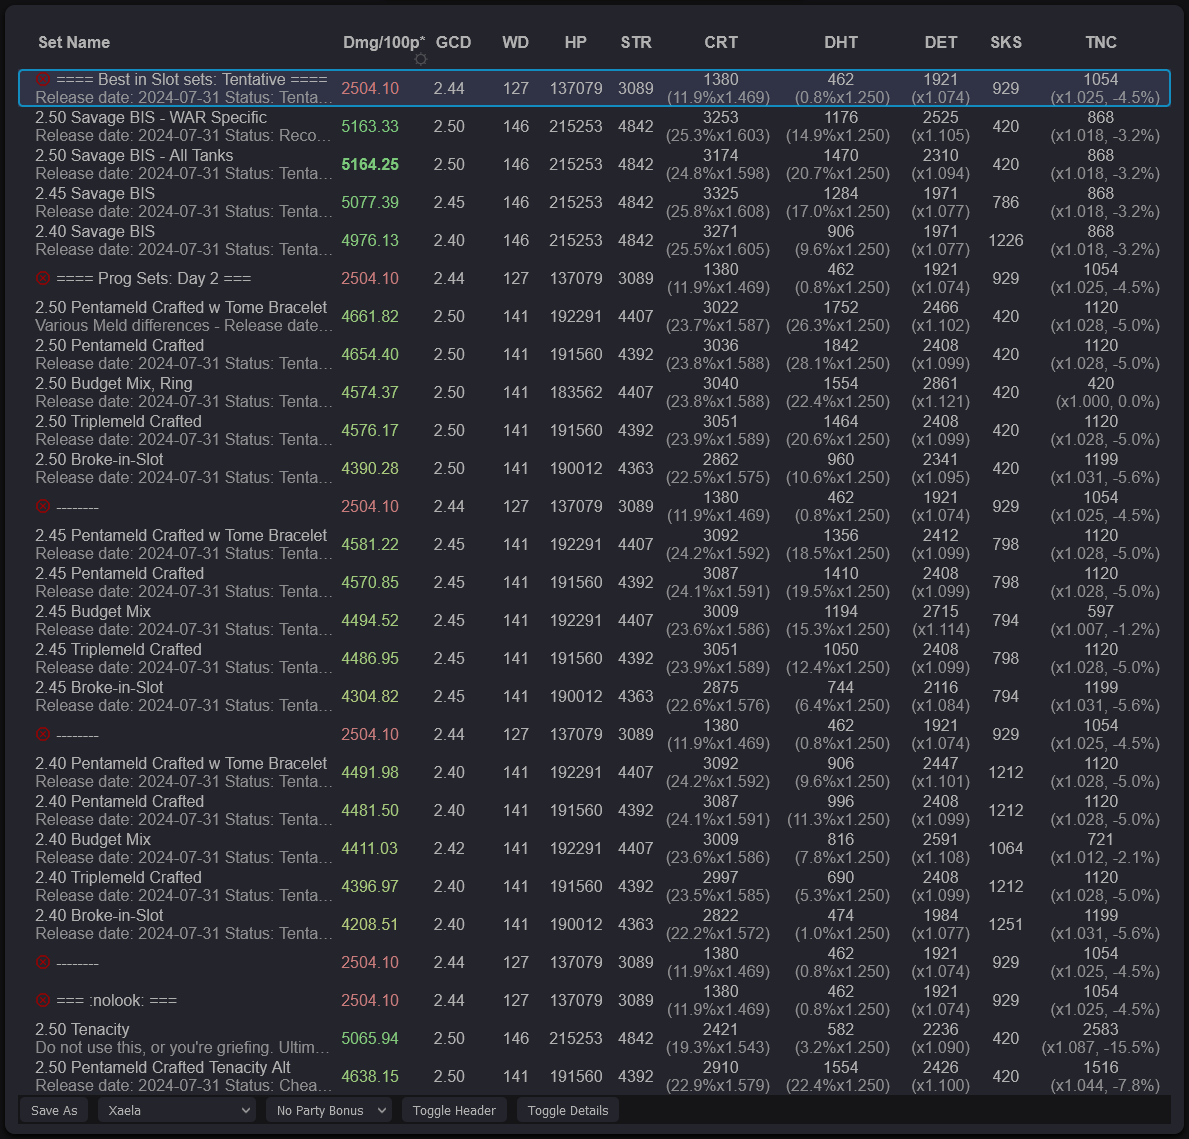 Set Name Dmg/100p* GCD WD HP STR CRT DHT DET SKS TNC
==== Best in Slot sets: Tentative ==== 2504.10 2.44 127 137079 3089 1380 462 1921 929 1054
Release date: 2024-07-31 Status: Tenta… (11.9%x1.469) (0.8%x1.250) (x1.074) (x1.025, -4.5%)
2.50 Savage BIS - WAR Specific 5163.33 2.50 146 215253 4842 3253 1176 2525 420 868
Release date: 2024-07-31 Status: Reco… (25.3%x1.603) (14.9%x1.250) (x1.105) (x1.018, -3.2%)
2.50 Savage BIS - All Tanks 5164.25 2.50 146 215253 4842 3174 1470 2310 420 868
Release date: 2024-07-31 Status: Tenta… (24.8%x1.598) (20.7%x1.250) (x1.094) (x1.018, -3.2%)
2.45 Savage BIS 5077.39 2.45 146 215253 4842 3325 1284 1971 786 868
Release date: 2024-07-31 Status: Tenta… (25.8%x1.608) (17.0%x1.250) (x1.077) (x1.018, -3.2%)
2.40 Savage BIS 4976.13 2.40 146 215253 4842 3271 906 1971 1226 868
Release date: 2024-07-31 Status: Tenta… (25.5%x1.605) (9.6%x1.250) (x1.077) (x1.018, -3.2%)
==== Prog Sets: Day 2 === 2504.10 2.44 127 137079 3089 1380 462 1921 929 1054
(11.9%x1.469) (0.8%x1.250) (x1.074) (x1.025, -4.5%)
2.50 Pentameld Crafted w Tome Bracelet 4661.82 2.50 141 192291 4407 3022 1752 2466 420 1120
Various Meld differences - Release date… (23.7%x1.587) (26.3%x1.250) (x1.102) (x1.028, -5.0%)
2.50 Pentameld Crafted 4654.40 2.50 141 191560 4392 3036 1842 2408 420 1120
Release date: 2024-07-31 Status: Tenta… (23.8%x1.588) (28.1%x1.250) (x1.099) (x1.028, -5.0%)
2.50 Budget Mix, Ring 4574.37 2.50 141 183562 4407 3040 1554 2861 420 420
Release date: 2024-07-31 Status: Tenta… (23.8%x1.588) (22.4%x1.250) (x1.121) (x1.000, 0.0%)
2.50 Triplemeld Crafted 4576.17 2.50 141 191560 4392 3051 1464 2408 420 1120
Release date: 2024-07-31 Status: Tenta… (23.9%x1.589) (20.6%x1.250) (x1.099) (x1.028, -5.0%)
2.50 Broke-in-Slot 4390.28 2.50 141 190012 4363 2862 960 2341 420 1199
Release date: 2024-07-31 Status: Tenta… (22.5%x1.575) (10.6%x1.250) (x1.095) (x1.031, -5.6%)
-------- 2504.10 2.44 127 137079 3089 1380 462 1921 929 1054
(11.9%x1.469) (0.8%x1.250) (x1.074) (x1.025, -4.5%)
2.45 Pentameld Crafted w Tome Bracelet 4581.22 2.45 141 192291 4407 3092 1356 2412 798 1120
Release date: 2024-07-31 Status: Tenta… (24.2%x1.592) (18.5%x1.250) (x1.099) (x1.028, -5.0%)
2.45 Pentameld Crafted 4570.85 2.45 141 191560 4392 3087 1410 2408 798 1120
Release date: 2024-07-31 Status: Tenta… (24.1%x1.591) (19.5%x1.250) (x1.099) (x1.028, -5.0%)
2.45 Budget Mix 4494.52 2.45 141 192291 4407 3009 1194 2715 794 597
Release date: 2024-07-31 Status: Tenta… (23.6%x1.586) (15.3%x1.250) (x1.114) (x1.007, -1.2%)
2.45 Triplemeld Crafted 4486.95 2.45 141 191560 4392 3051 1050 2408 798 1120
Release date: 2024-07-31 Status: Tenta… (23.9%x1.589) (12.4%x1.250) (x1.099) (x1.028, -5.0%)
2.45 Broke-in-Slot 4304.82 2.45 141 190012 4363 2875 744 2116 794 1199
Release date: 2024-07-31 Status: Tenta… (22.6%x1.576) (6.4%x1.250) (x1.084) (x1.031, -5.6%)
-------- 2504.10 2.44 127 137079 3089 1380 462 1921 929 1054
(11.9%x1.469) (0.8%x1.250) (x1.074) (x1.025, -4.5%)
2.40 Pentameld Crafted w Tome Bracelet 4491.98 2.40 141 192291 4407 3092 906 2447 1212 1120
Release date: 2024-07-31 Status: Tenta… (24.2%x1.592) (9.6%x1.250) (x1.101) (x1.028, -5.0%)
2.40 Pentameld Crafted 4481.50 2.40 141 191560 4392 3087 996 2408 1212 1120
Release date: 2024-07-31 Status: Tenta… (24.1%x1.591) (11.3%x1.250) (x1.099) (x1.028, -5.0%)
2.40 Budget Mix 4411.03 2.42 141 192291 4407 3009 816 2591 1064 721
Release date: 2024-07-31 Status: Tenta… (23.6%x1.586) (7.8%x1.250) (x1.108) (x1.012, -2.1%)
2.40 Triplemeld Crafted 4396.97 2.40 141 191560 4392 2997 690 2408 1212 1120
Release date: 2024-07-31 Status: Tenta… (23.5%x1.585) (5.3%x1.250) (x1.099) (x1.028, -5.0%)
2.40 Broke-in-Slot 4208.51 2.40 141 190012 4363 2822 474 1984 1251 1199
Release date: 2024-07-31 Status: Tenta… (22.2%x1.572) (1.0%x1.250) (x1.077) (x1.031, -5.6%)
-------- 2504.10 2.44 127 137079 3089 1380 462 1921 929 1054
(11.9%x1.469) (0.8%x1.250) (x1.074) (x1.025, -4.5%)
=== :nolook: === 2504.10 2.44 127 137079 3089 1380 462 1921 929 1054
(11.9%x1.469) (0.8%x1.250) (x1.074) (x1.025, -4.5%)
2.50 Tenacity 5065.94 2.50 146 215253 4842 2421 582 2236 420 2583
Do not use this, or you're griefing. Ultim… (19.3%x1.543) (3.2%x1.250) (x1.090) (x1.087, -15.5%)
2.50 Pentameld Crafted Tenacity Alt 4638.15 2.50 141 191560 4392 2910 1554 2426 420 1516
Release date: 2024-07-31 Status: Chea… (22.9%x1.579) (22.4%x1.250) (x1.100) (x1.044, -7.8%)
Save As Xaela No Party Bonus Toggle Header Toggle Details